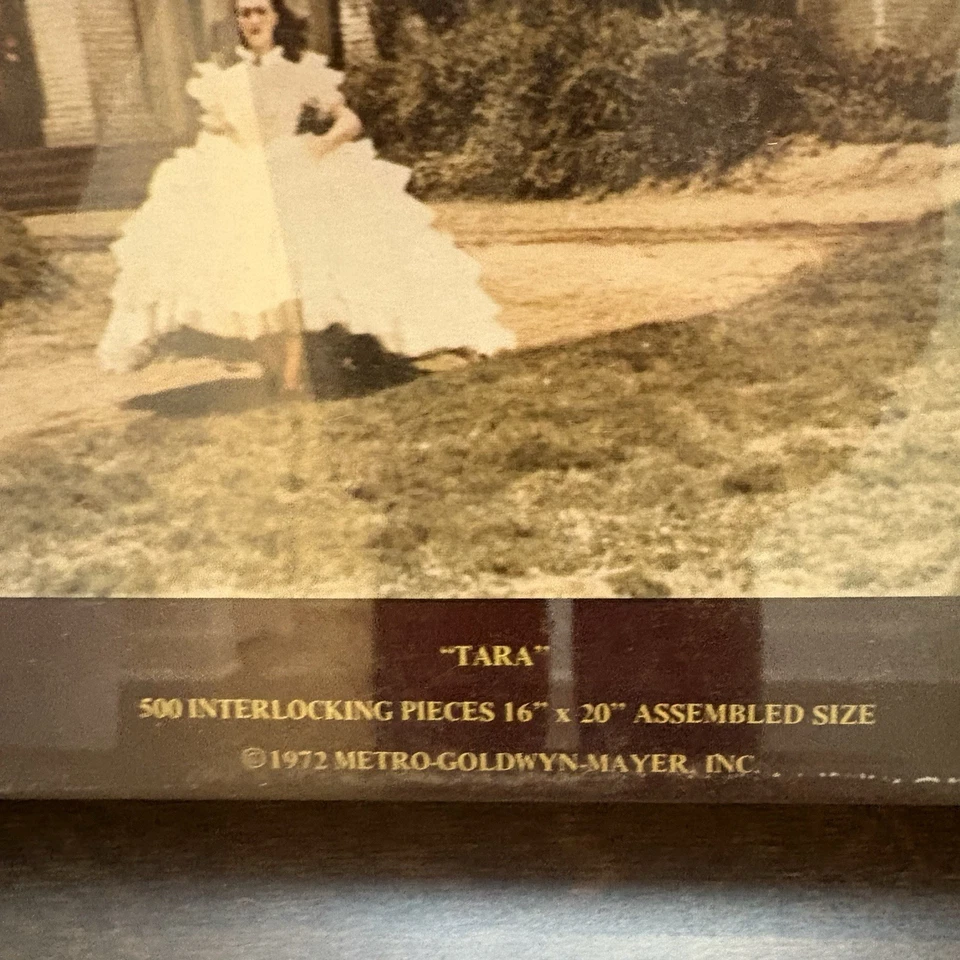 “TARA”
500 INTERLOCKING PIECES 16” x 20” ASSEMBLED SIZE
©1972 METRO-GOLDWYN-MAYER, INC.